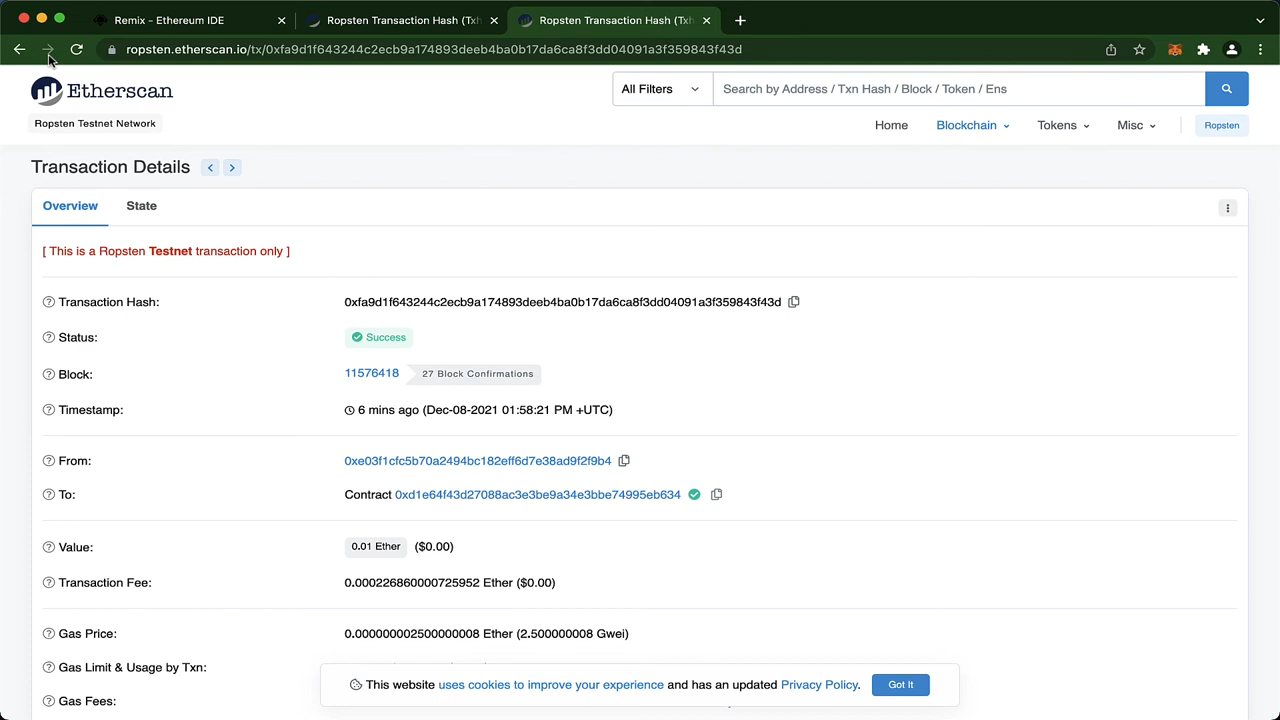 Remix - Ethereum IDE
Ropsten Transaction Hash (Txh
Ropsten Transaction Hash (Txh
ropsten.etherscan.io/tx/0xfa9d1f643244c2ecb9a174893deeb4ba0b17da6ca8f3dd04091a3f359843f43d
Etherscan
All Filters
Search by Address / Txn Hash / Block / Token / Ens
Ropsten Testnet Network
Home Blockchain Tokens Misc Ropsten
Transaction Details
Overview State
[ This is a Ropsten Testnet transaction only ]
Transaction Hash: 0xfa9d1f643244c2ecb9a174893deeb4ba0b17da6ca8f3dd04091a3f359843f43d
Status: Success
Block: 11576418 27 Block Confirmations
Timestamp: 6 mins ago (Dec-08-2021 01:58:21 PM +UTC)
From: 0xe03f1cfc5b70a2494bc182eff6d7e38ad9f2f9b4
To: Contract 0xd1e64f43d27088ac3e3be9a34e3bbe74995eb634
Value: 0.01 Ether ($0.00)
Transaction Fee: 0.000226860000725952 Ether ($0.00)
Gas Price: 0.000000002500000008 Ether (2.500000008 Gwei)
Gas Limit & Usage by Txn:
This website uses cookies to improve your experience and has an updated Privacy Policy. Got It
Gas Fees: